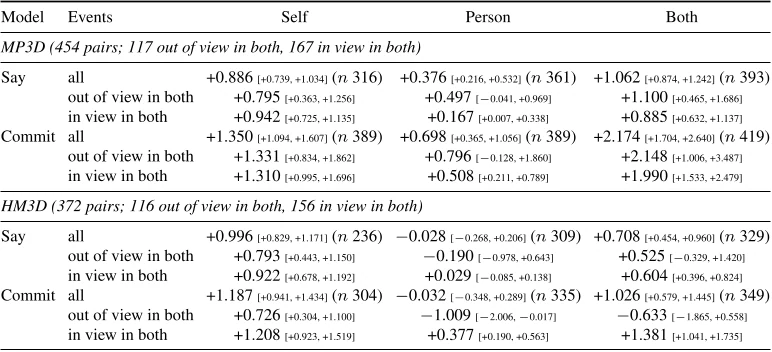 Model Events Self Person Both
MP3D (454 pairs; 117 out of view in both, 167 in view in both)
Say all +0.886 [+0.739, +1.034] (n 316) +0.376 [+0.216, +0.532] (n 361) +1.062 [+0.874, +1.242] (n 393)
out of view in both +0.795 [+0.363, +1.256] +0.497 [−0.041, +0.969] +1.100 [+0.465, +1.686]
in view in both +0.942 [+0.725, +1.135] +0.167 [+0.007, +0.338] +0.885 [+0.632, +1.137]
Commit all +1.350 [+1.094, +1.607] (n 389) +0.698 [+0.365, +1.056] (n 389) +2.174 [+1.704, +2.640] (n 419)
out of view in both +1.331 [+0.834, +1.862] +0.796 [−0.128, +1.860] +2.148 [+1.006, +3.487]
in view in both +1.310 [+0.995, +1.696] +0.508 [+0.211, +0.789] +1.990 [+1.533, +2.479]
HM3D (372 pairs; 116 out of view in both, 156 in view in both)
Say all +0.996 [+0.829, +1.171] (n 236) −0.028 [−0.268, +0.206] (n 309) +0.708 [+0.454, +0.960] (n 329)
out of view in both +0.793 [+0.443, +1.150] −0.190 [−0.978, +0.643] +0.525 [−0.329, +1.420]
in view in both +0.922 [+0.678, +1.192] +0.029 [−0.085, +0.138] +0.604 [+0.396, +0.824]
Commit all +1.187 [+0.941, +1.434] (n 304) −0.032 [−0.348, +0.289] (n 335) +1.026 [+0.579, +1.445] (n 349)
out of view in both +0.726 [+0.304, +1.100] −1.009 [−2.006, −0.017] −0.633 [−1.865, +0.558]
in view in both +1.208 [+0.923, +1.519] +0.377 [+0.190, +0.563] +1.381 [+1.041, +1.735]